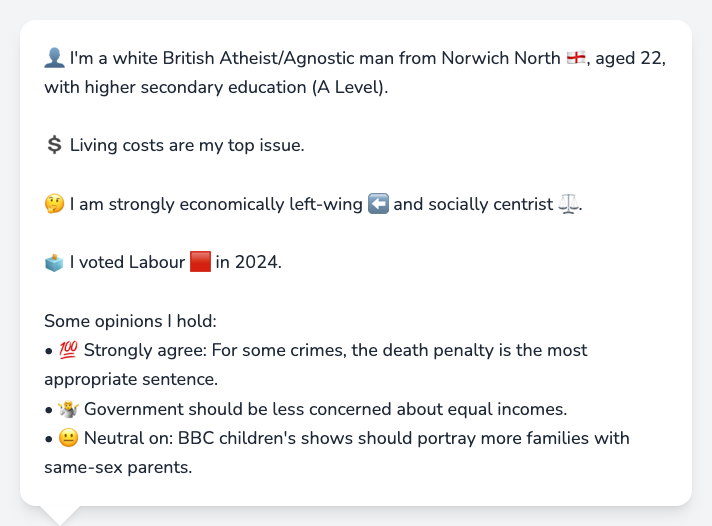 👤 I'm a white British Atheist/Agnostic man from Norwich North 🏴󠁧󠁢󠁥󠁮󠁧󠁿, aged 22,
with higher secondary education (A Level).
💲 Living costs are my top issue.
🤔 I am strongly economically left-wing ⬅️ and socially centrist ⚖️.
🗳️ I voted Labour 🟥 in 2024.
Some opinions I hold:
• 💯 Strongly agree: For some crimes, the death penalty is the most
appropriate sentence.
• 🤷 Government should be less concerned about equal incomes.
• 😐 Neutral on: BBC children's shows should portray more families with
same-sex parents.